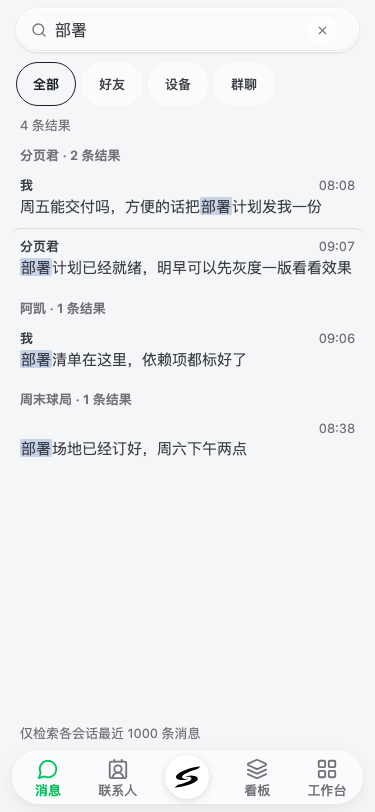 部署
全部
好友
设备
群聊
4 条结果
分页君 · 2 条结果
我 08:08
周五能交付吗，方便的话把部署计划发我一份
分页君 09:07
部署计划已经就绪，明早可以先灰度一版看看效果
阿凯 · 1 条结果
我 09:06
部署清单在这里，依赖项都标好了
周末球局 · 1 条结果
08:38
部署场地已经订好，周六下午两点
仅检索各会话最近 1000 条消息
消息
联系人
看板
工作台